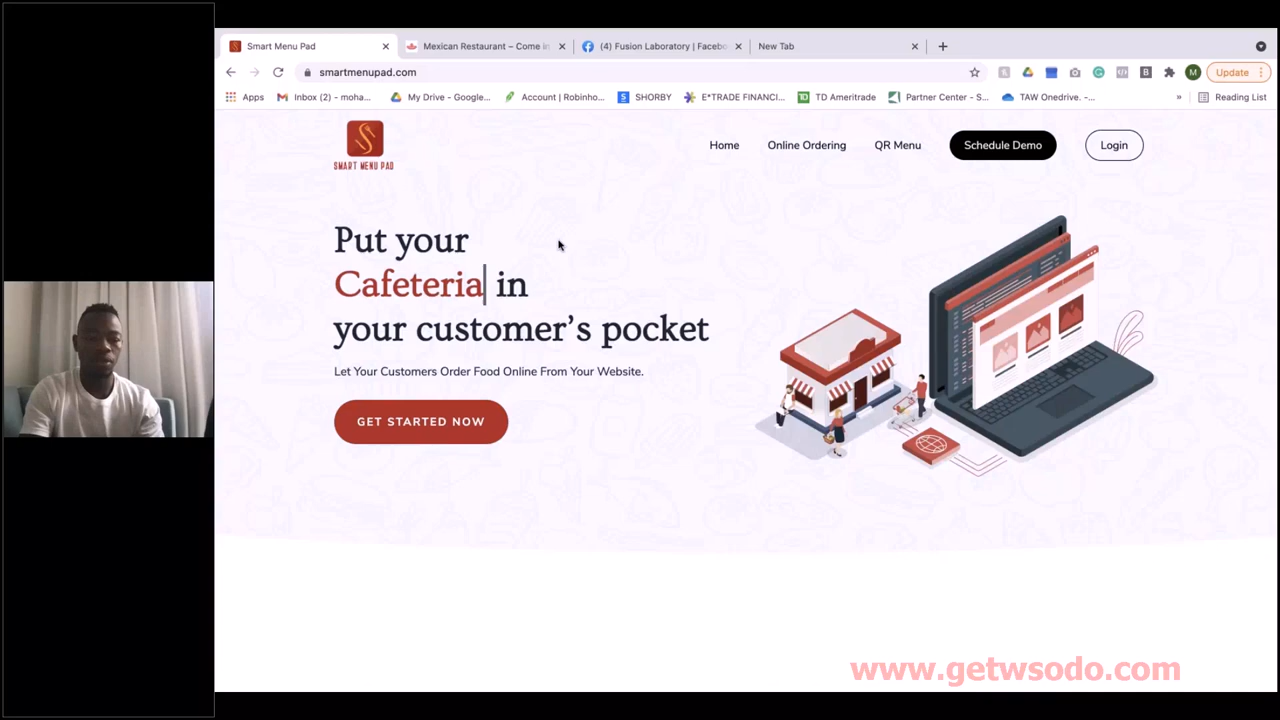 Smart Menu Pad
Mexican Restaurant – Come in
(4) Fusion Laboratory | Facebo
New Tab
smartmenupad.com
M
Update
Apps
Inbox (2) - moha...
My Drive - Google...
Account | Robinho...
SHORBY
E*TRADE FINANCI...
TD Ameritrade
Partner Center - S...
TAW Onedrive. -...
»
Reading List
SMART MENU PAD
Home
Online Ordering
QR Menu
Schedule Demo
Login
Put your
Cafeteria in
your customer’s pocket
Let Your Customers Order Food Online From Your Website.
GET STARTED NOW
www.getwsodo.com